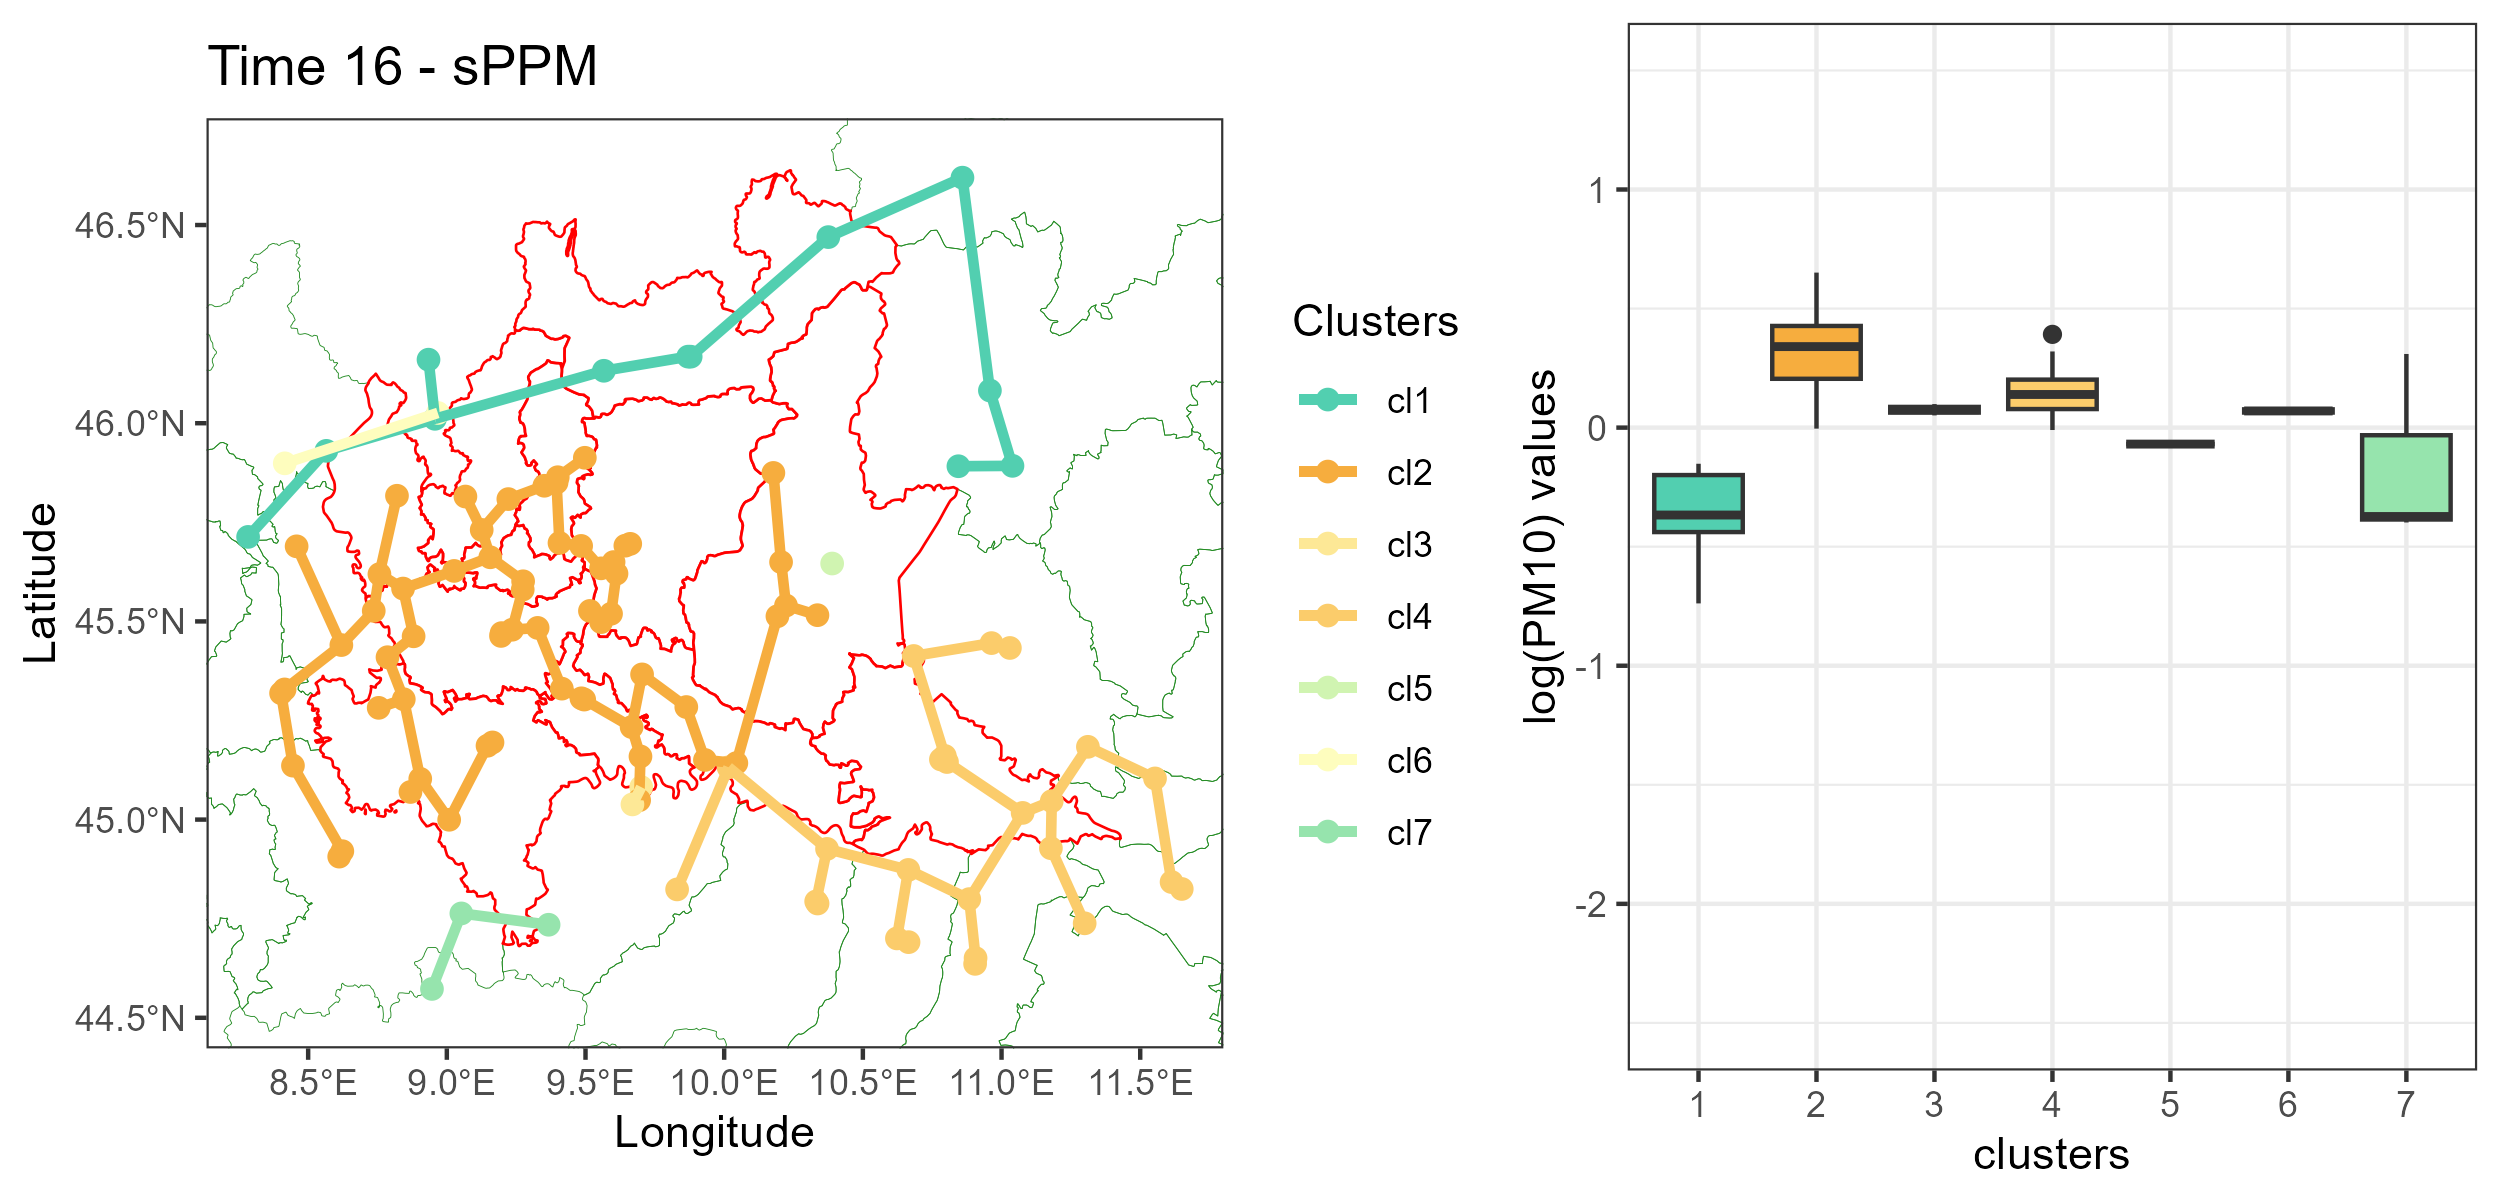 Time 16 - sPPM
46.5°N
46.0°N
45.5°N
45.0°N
44.5°N
Latitude
8.5°E 9.0°E 9.5°E 10.0°E 10.5°E 11.0°E 11.5°E
Longitude
Clusters
cl1
cl2
cl3
cl4
cl5
cl6
cl7
log(PM10) values
1
0
-1
-2
1 2 3 4 5 6 7
clusters